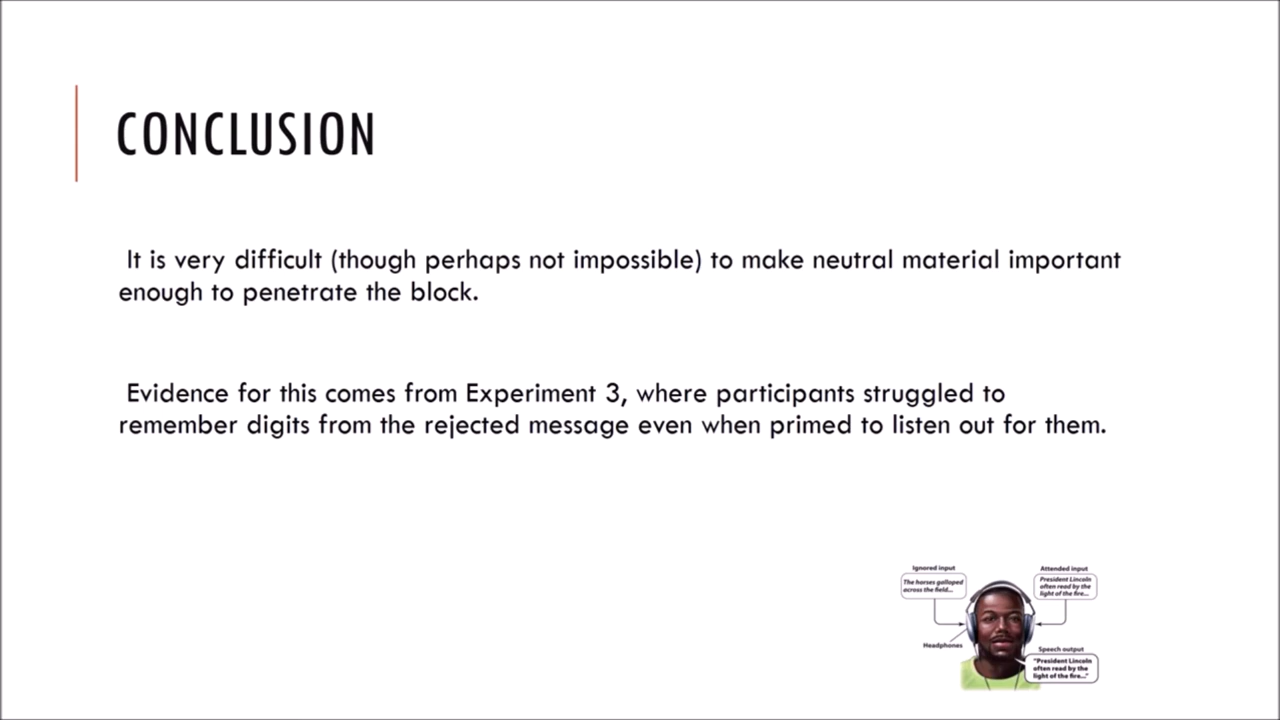 CONCLUSION
It is very difficult (though perhaps not impossible) to make neutral material important
enough to penetrate the block.
Evidence for this comes from Experiment 3, where participants struggled to
remember digits from the rejected message even when primed to listen out for them.
Ignored input
The horses galloped
across the field...
Attended input
President Lincoln
often read by the
light of the fire...
Headphones
Speech output
"President Lincoln
often read by the
light of the fire..."